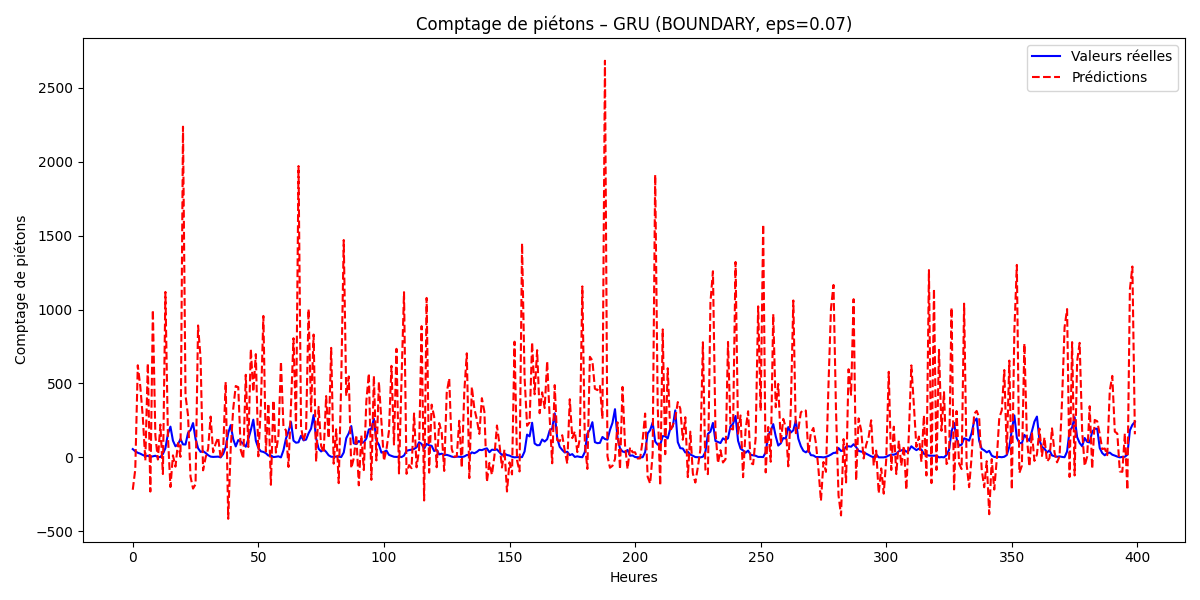 Comptage de piétons – GRU (BOUNDARY, eps=0.07)
Valeurs réelles
Prédictions
Comptage de piétons
2500
2000
1500
1000
500
0
−500
0 50 100 150 200 250 300 350 400
Heures